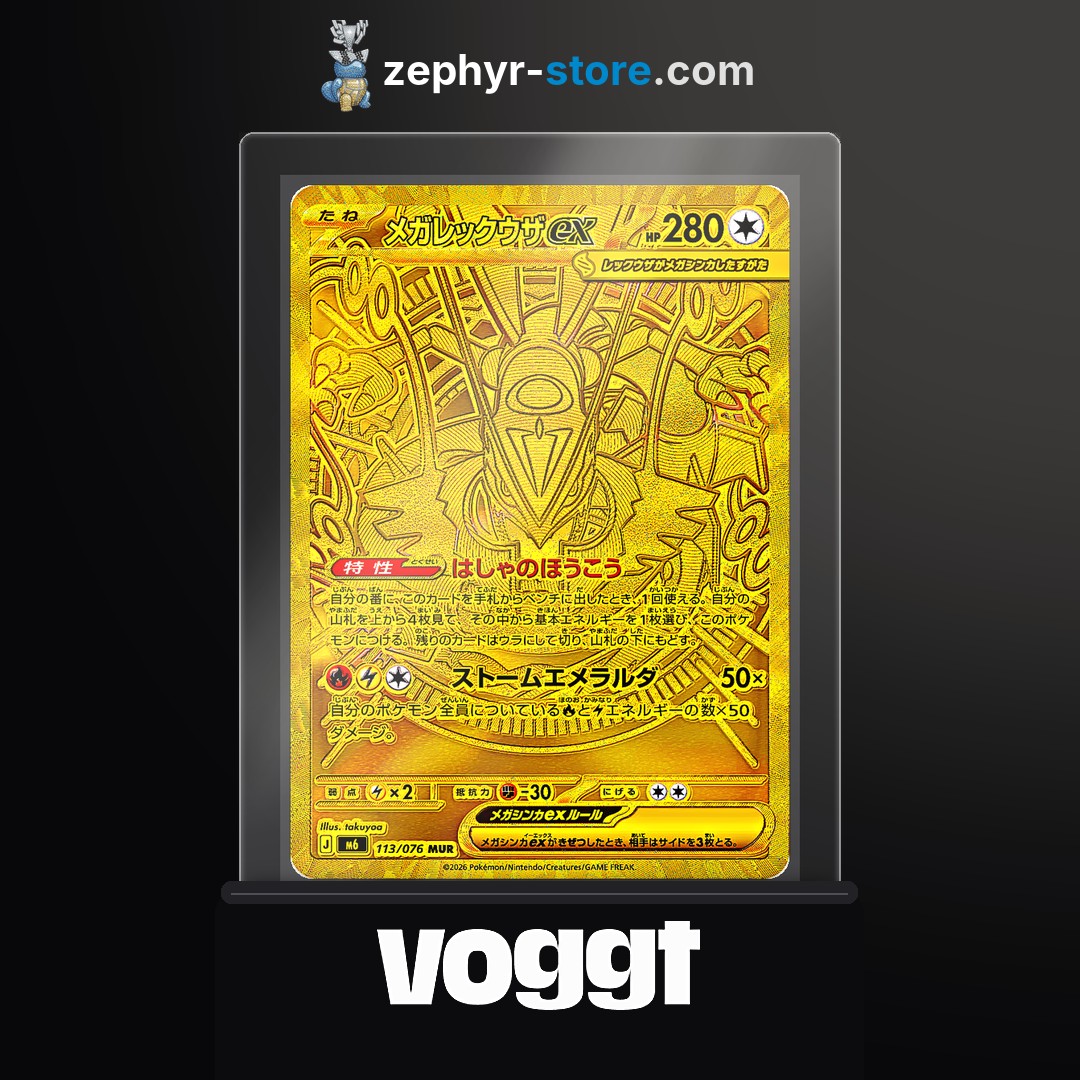 zephyr-store.com
たね
メガレックウザex
HP280
レックウザがメガシンカしたすがた
特性 とくせい
はしゃのほうこう
自分の番に、このカードを手札からベンチに出したとき、1回使える。自分の
山札を上から4枚見て、その中から基本エネルギーを1枚選び、このポケ
モンにつける。残りのカードはウラにして切り、山札の下にもどす。
ストームエメラルダ 50×
自分のポケモン全員についているとエネルギーの数×50
ダメージ。
弱点 ×2 抵抗力 -30 にげる
メガシンカexルール
メガシンカexがきぜつしたとき、相手はサイドを3枚とる。
Illus. takuyoa
J M6 113/076 MUR
©2026 Pokémon/Nintendo/Creatures/GAME FREAK.
voggt